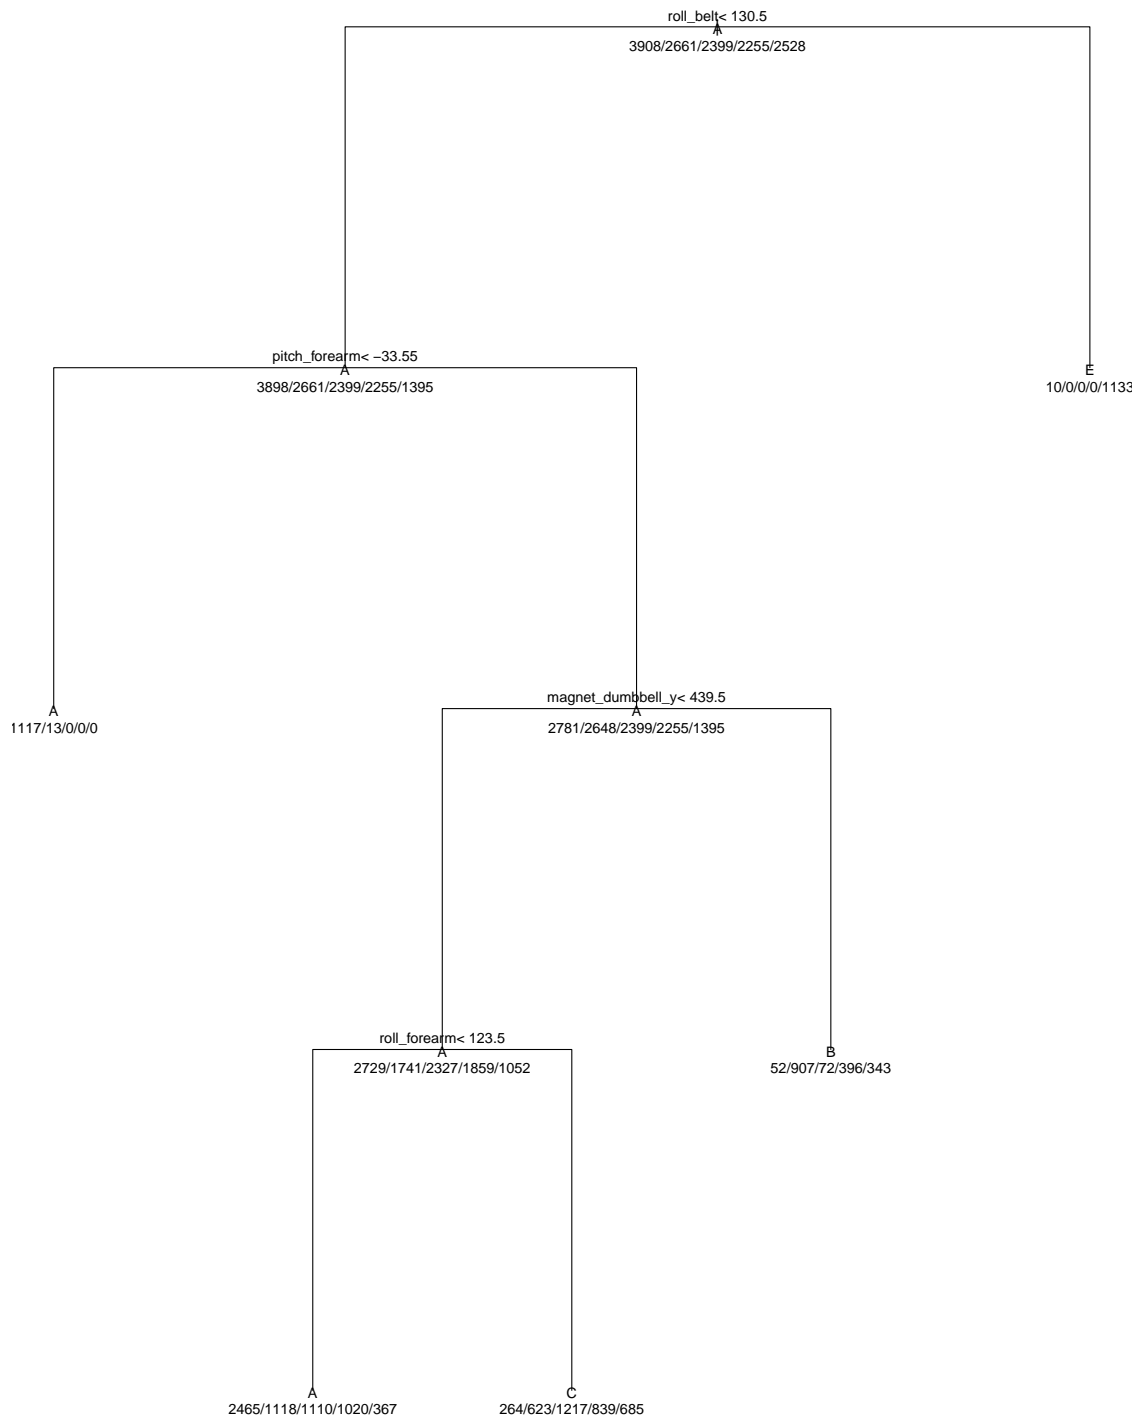 roll_belt< 130.5
A
3908/2661/2399/2255/2528
pitch_forearm< −33.55
A
3898/2661/2399/2255/1395
E
10/0/0/0/1133
A
1117/13/0/0/0
magnet_dumbbell_y< 439.5
A
2781/2648/2399/2255/1395
roll_forearm< 123.5
A
2729/1741/2327/1859/1052
B
52/907/72/396/343
A
2465/1118/1110/1020/367
C
264/623/1217/839/685